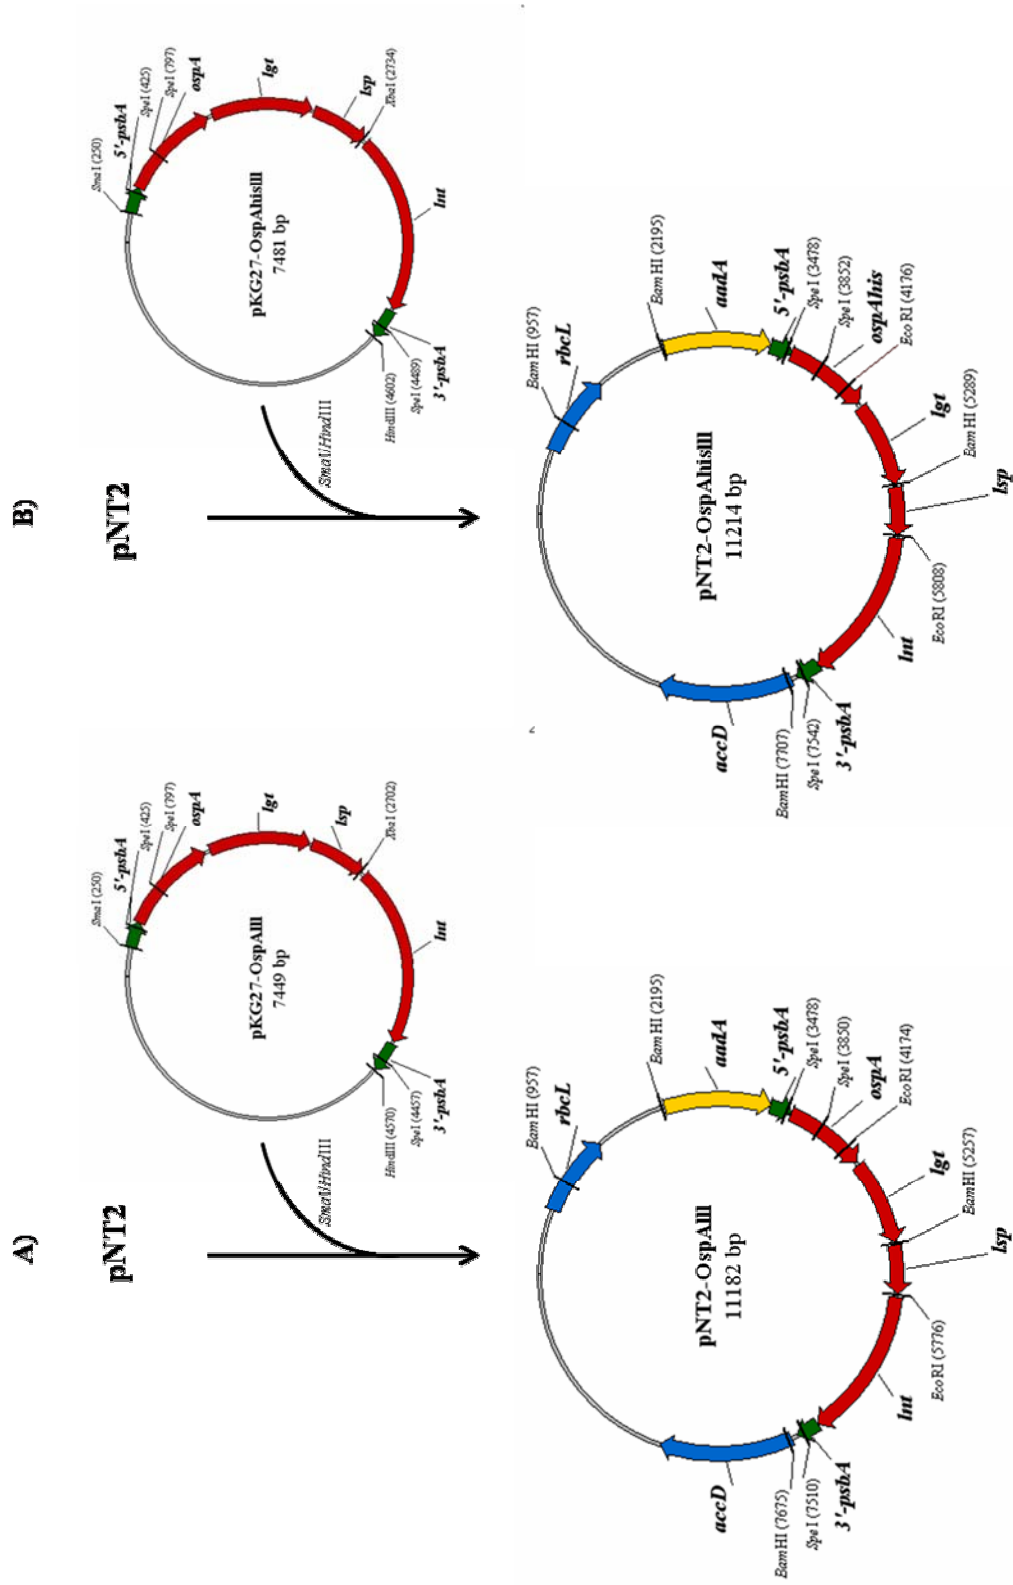 A)
pNT2
SmaI/HindIII
SmaI (250)
5'-psbA
SpeI (425)
SpeI (797)
ospA
lgt
lsp
XbaI (2702)
lnt
3'-psbA
SpeI (4457)
HindIII (4570)
pKG27-OspAIII
7449 bp
BamHI (957)
rbcL
BamHI (2195)
aadA
5'-psbA
SpeI (3478)
SpeI (3850)
ospA
EcoRI (4174)
lgt
BamHI (5257)
lsp
EcoRI (5776)
lnt
3'-psbA
SpeI (7510)
BamHI (7675)
accD
pNT2-OspAIII
11182 bp
B)
pNT2
SmaI/HindIII
SmaI (250)
5'-psbA
SpeI (425)
SpeI (797)
ospA
lgt
lsp
XbaI (2734)
lnt
3'-psbA
SpeI (4489)
HindIII (4602)
pKG27-OspAhisIII
7481 bp
BamHI (957)
rbcL
BamHI (2195)
aadA
5'-psbA
SpeI (3478)
SpeI (3852)
ospAhis
EcoRI (4176)
lgt
BamHI (5289)
lsp
EcoRI (5808)
lnt
3'-psbA
SpeI (7542)
BamHI (7707)
accD
pNT2-OspAhisIII
11214 bp